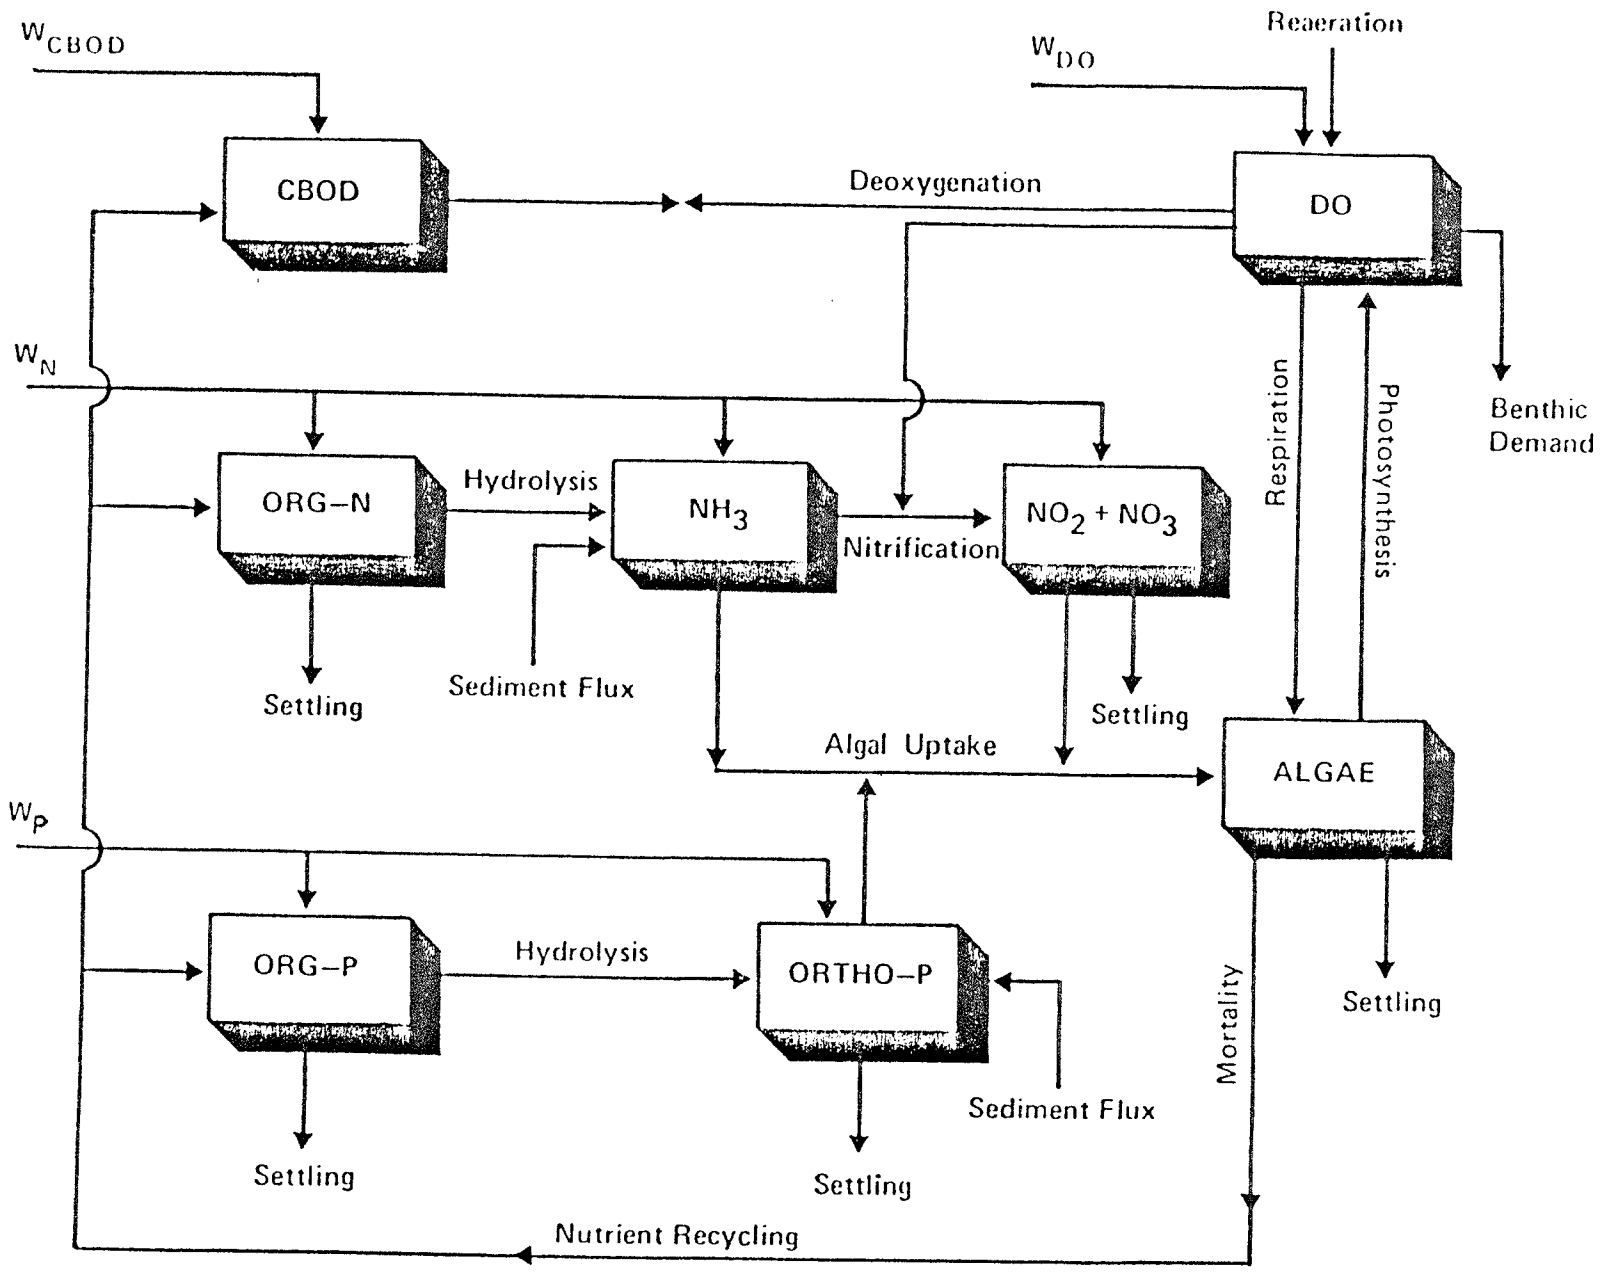 Reaeration
W_CBOD
W_DO
CBOD
Deoxygenation
DO
W_N
Respiration
Photosynthesis
Benthic
Demand
ORG–N
Hydrolysis
NH₃
Nitrification
NO₂ + NO₃
Settling
Sediment Flux
Settling
Algal Uptake
ALGAE
W_P
ORG–P
Hydrolysis
ORTHO–P
Mortality
Settling
Sediment Flux
Settling
Settling
Nutrient Recycling